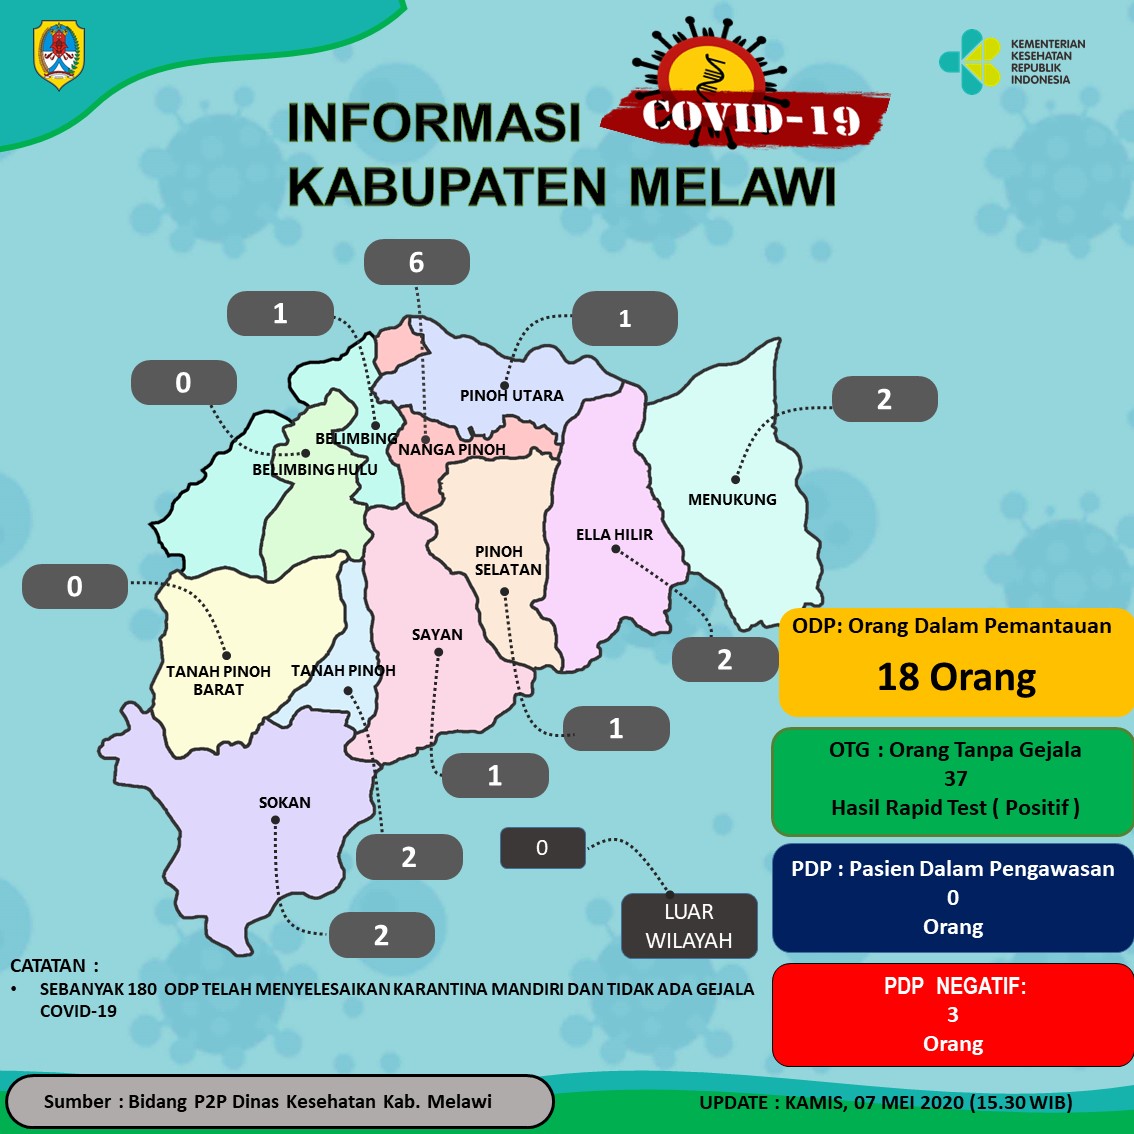 KEMENTERIAN
KESEHATAN
REPUBLIK
INDONESIA
COVID-19
INFORMASI
KABUPATEN MELAWI
6
1
1
0
2
PINOH UTARA
BELIMBING
NANGA PINOH
BELIMBING HULU
MENUKUNG
ELLA HILIR
PINOH
SELATAN
0
SAYAN
TANAH PINOH
BARAT
TANAH PINOH
2
1
1
SOKAN
0
2
2
LUAR
WILAYAH
ODP: Orang Dalam Pemantauan
18 Orang
OTG : Orang Tanpa Gejala
37
Hasil Rapid Test ( Positif )
PDP : Pasien Dalam Pengawasan
0
Orang
PDP NEGATIF:
3
Orang
CATATAN :
• SEBANYAK 180 ODP TELAH MENYELESAIKAN KARANTINA MANDIRI DAN TIDAK ADA GEJALA
COVID-19
Sumber : Bidang P2P Dinas Kesehatan Kab. Melawi
UPDATE : KAMIS, 07 MEI 2020 (15.30 WIB)